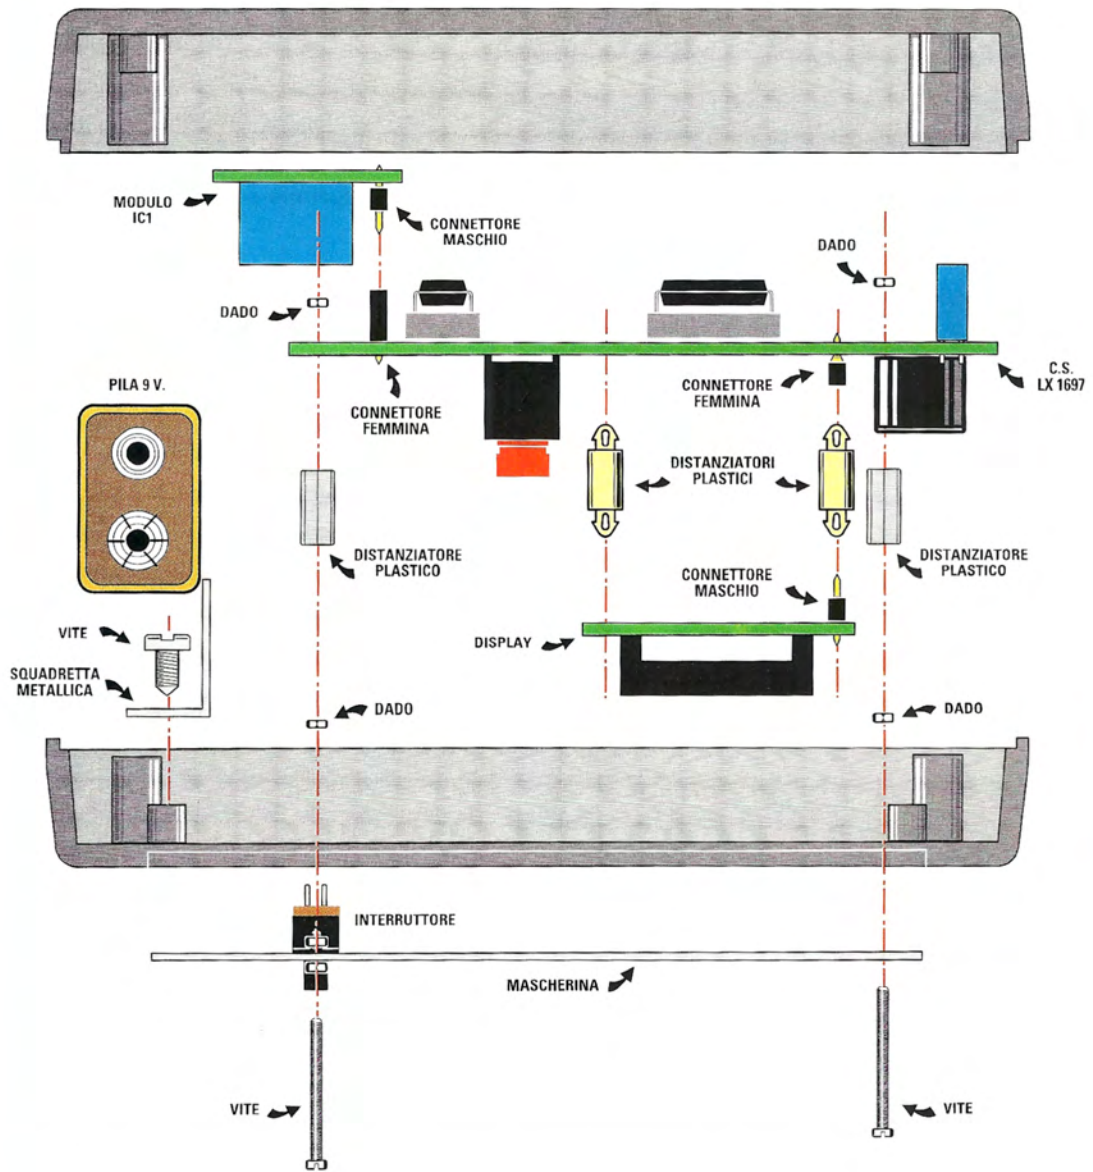 MODULO
IC1
CONNETTORE
MASCHIO
DADO
DADO
PILA 9 V.
CONNETTORE
FEMMINA
CONNETTORE
FEMMINA
C.S.
LX 1697
DISTANZIATORI
PLASTICI
DISTANZIATORE
PLASTICO
DISTANZIATORE
PLASTICO
CONNETTORE
MASCHIO
VITE
DISPLAY
SQUADRETTA
METALLICA
DADO
DADO
INTERRUTTORE
MASCHERINA
VITE
VITE